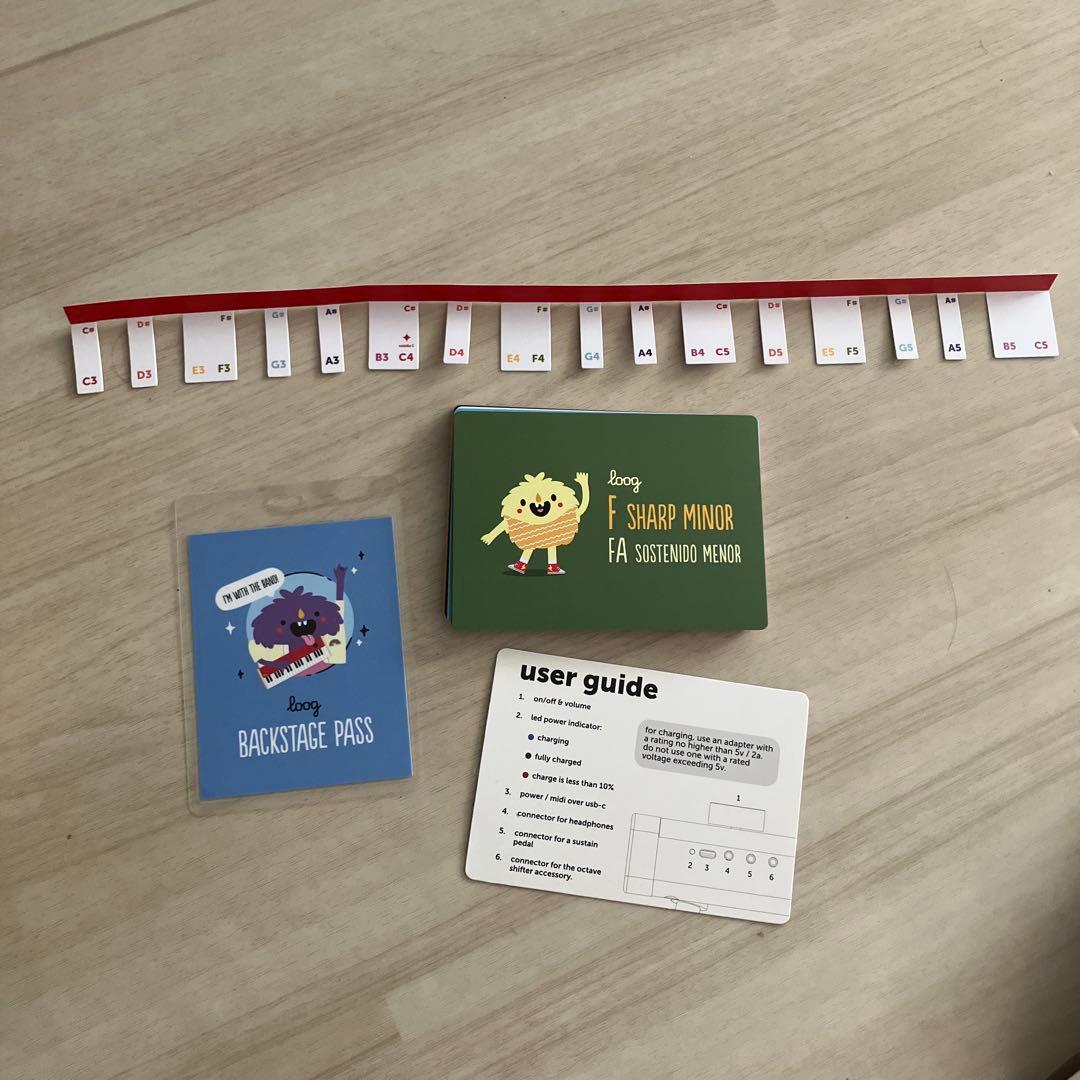 C# D# F# G# A# C# D# F# G# A# C# D# F# G# A#
middle C
C3 D3 E3 F3 G3 A3 B3 C4 D4 E4 F4 G4 A4 B4 C5 D5 E5 F5 G5 A5 B5 C5
loog
F SHARP MINOR
FA SOSTENIDO MENOR
I'M WITH THE BAND!
loog
BACKSTAGE PASS
user guide
1. on/off & volume
2. led power indicator:
charging
fully charged
charge is less than 10%
3. power / midi over usb-c
4. connector for headphones
5. connector for a sustain
pedal
6. connector for the octave
shifter accessory.
for charging, use an adapter with
a rating no higher than 5v / 2a.
do not use one with a rated
voltage exceeding 5v.
1
2 3 4 5 6